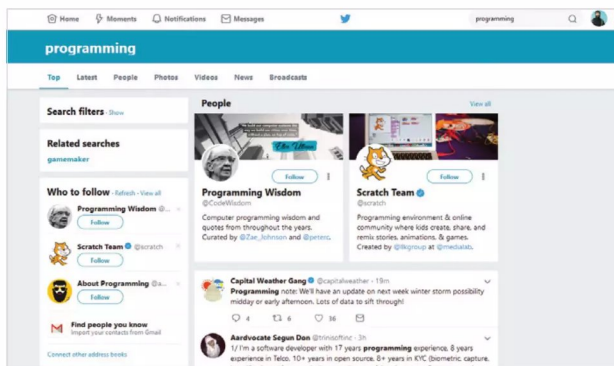 Home Moments Notifications Messages programming
programming
Top Latest People Photos Videos News Broadcasts
Search filters · Show
Related searches
gamemaker
Who to follow · Refresh · View all
Programming Wisdom @...
Follow
Scratch Team @scratch
Follow
About Programming @a...
Follow
Find people you know
Import your contacts from Gmail
Connect other address books
People View all
Follow
Programming Wisdom
@CodeWisdom
Computer programming wisdom and
quotes from throughout the years.
Curated by @Zae_Johnson and @peterc.
Follow
Scratch Team
@scratch
Programming environment & online
community where kids create, share, and
remix stories, animations, & games.
Created by @llkgroup at @medialab.
Capital Weather Gang @capitalweather · 19m
Programming note: We'll have an update on next week winter storm possibility
midday or early afternoon. Lots of data to sift through!
4 6 36
Aardvocate Segun Don @trinisoftinc · 3h
1/ I'm a software developer with 17 years programming experience, 8 years
experience in Telco. 10+ years in open source. 8+ years in KYC (biometric capture,